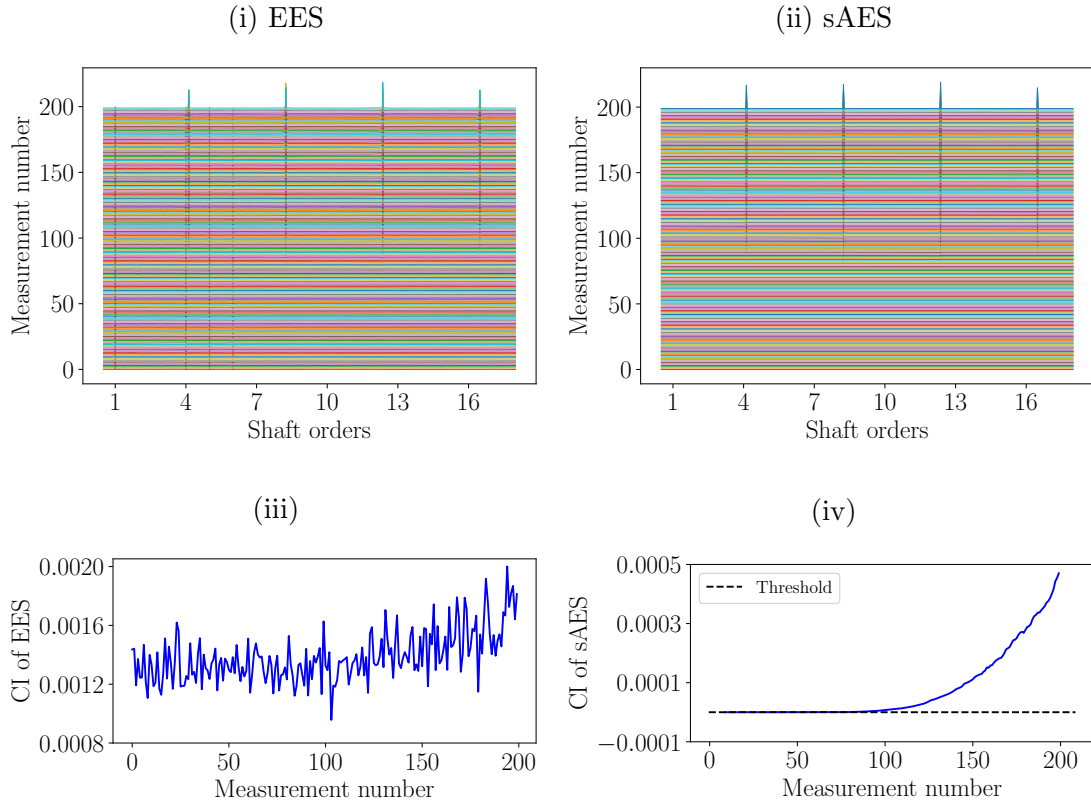 (i) EES
(ii) sAES
Measurement number
200
150
100
50
0
1 4 7 10 13 16
Shaft orders
Measurement number
200
150
100
50
0
1 4 7 10 13 16
Shaft orders
(iii)
(iv)
CI of EES
0.0020
0.0016
0.0012
0.0008
0 50 100 150 200
Measurement number
CI of sAES
0.0005
0.0003
0.0001
−0.0001
Threshold
0 50 100 150 200
Measurement number